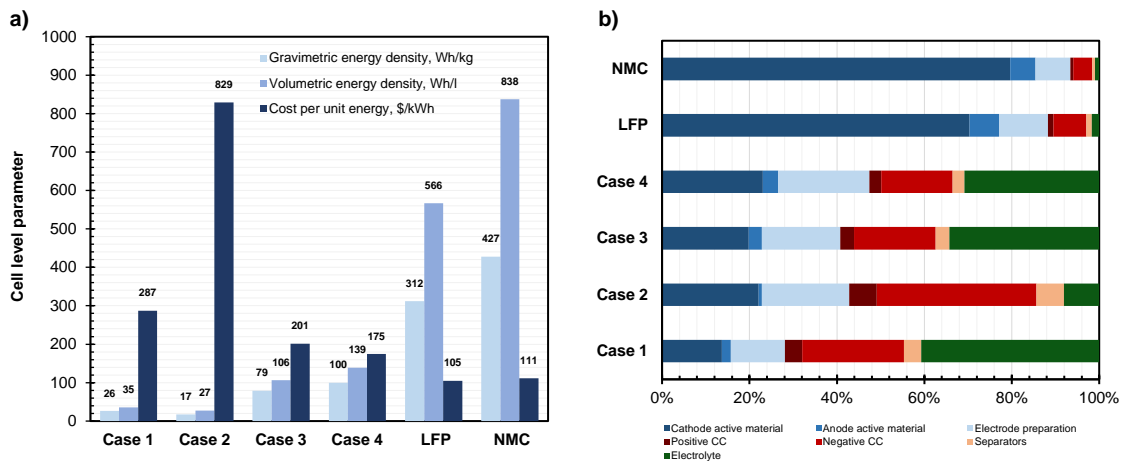 a)
1000
900
800
700
600
500
400
300
200
100
0
Cell level parameter
Gravimetric energy density, Wh/kg
Volumetric energy density, Wh/l
Cost per unit energy, $/kWh
26 35 287
17 27 829
79 106 201
100 139 175
312 566 105
427 838 111
Case 1 Case 2 Case 3 Case 4 LFP NMC
b)
NMC
LFP
Case 4
Case 3
Case 2
Case 1
0% 20% 40% 60% 80% 100%
Cathode active material Anode active material Electrode preparation
Positive CC Negative CC Separators
Electrolyte